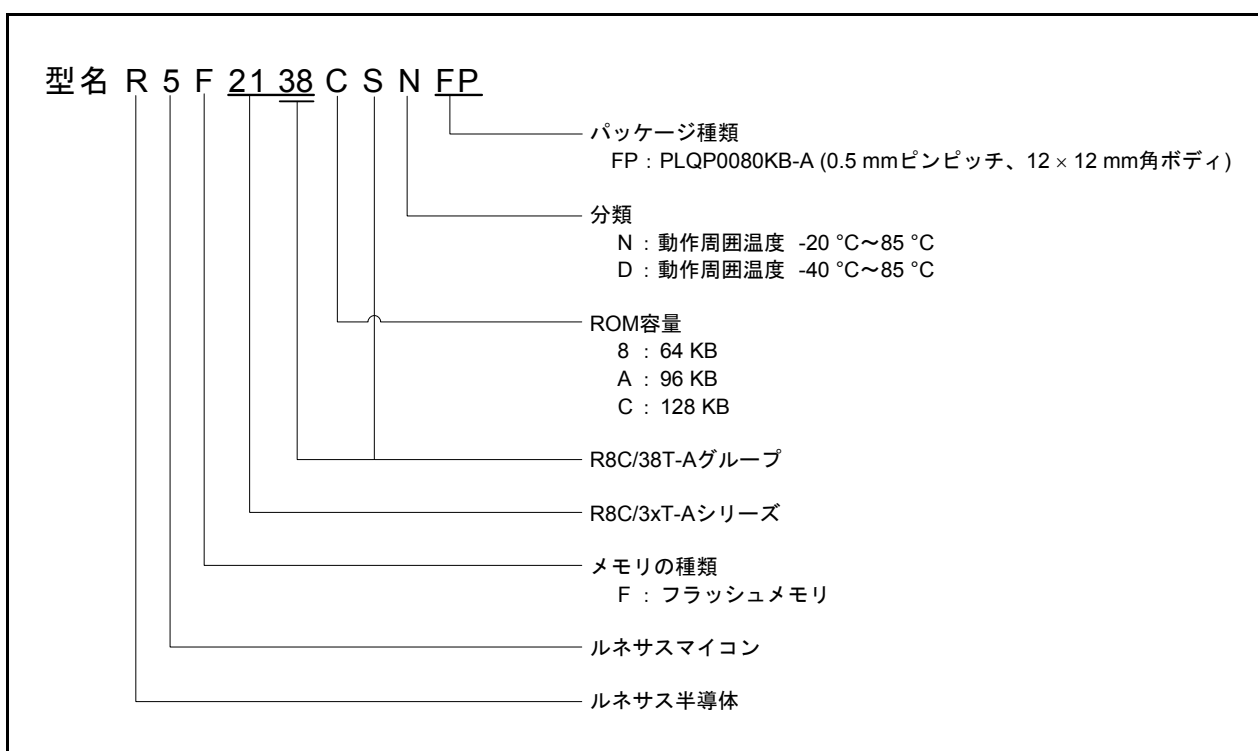 型名 R 5 F 21 38 C S N FP
パッケージ種類
FP : PLQP0080KB-A (0.5 mmピンピッチ、12 × 12 mm角ボディ)
分類
N : 動作周囲温度 -20 °C～85 °C
D : 動作周囲温度 -40 °C～85 °C
ROM容量
8 : 64 KB
A : 96 KB
C : 128 KB
R8C/38T-Aグループ
R8C/3xT-Aシリーズ
メモリの種類
F : フラッシュメモリ
ルネサスマイコン
ルネサス半導体